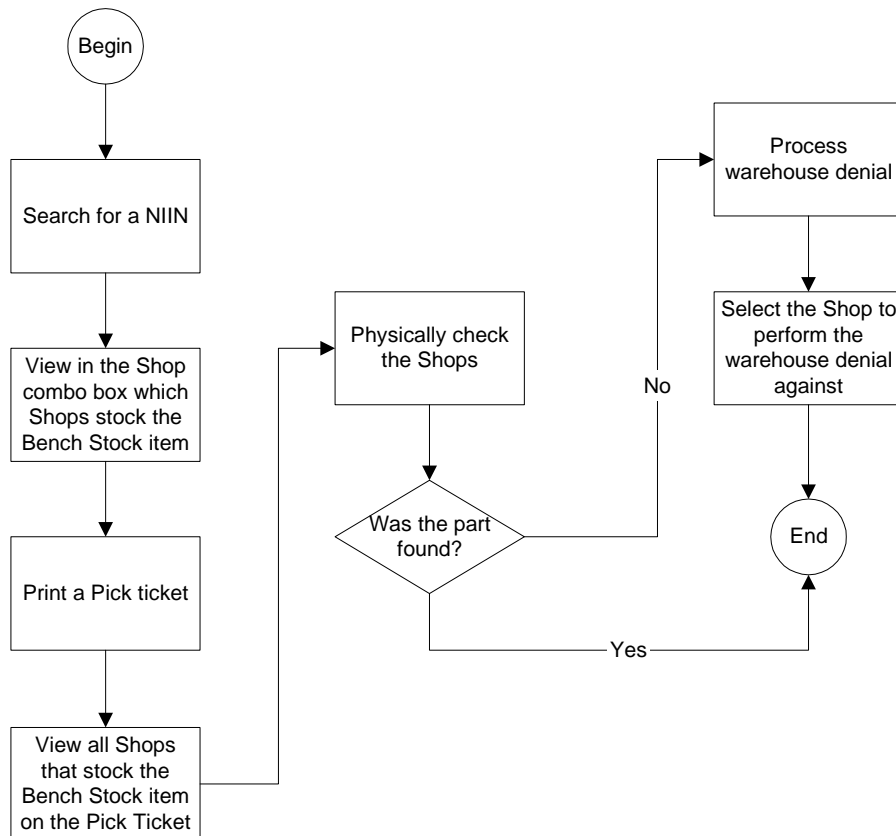 Begin
Search for a NIIN
View in the Shop
combo box which
Shops stock the
Bench Stock item
Print a Pick ticket
View all Shops
that stock the
Bench Stock item
on the Pick Ticket
Physically check
the Shops
Was the part
found?
No
Yes
Process
warehouse denial
Select the Shop to
perform the
warehouse denial
against
End